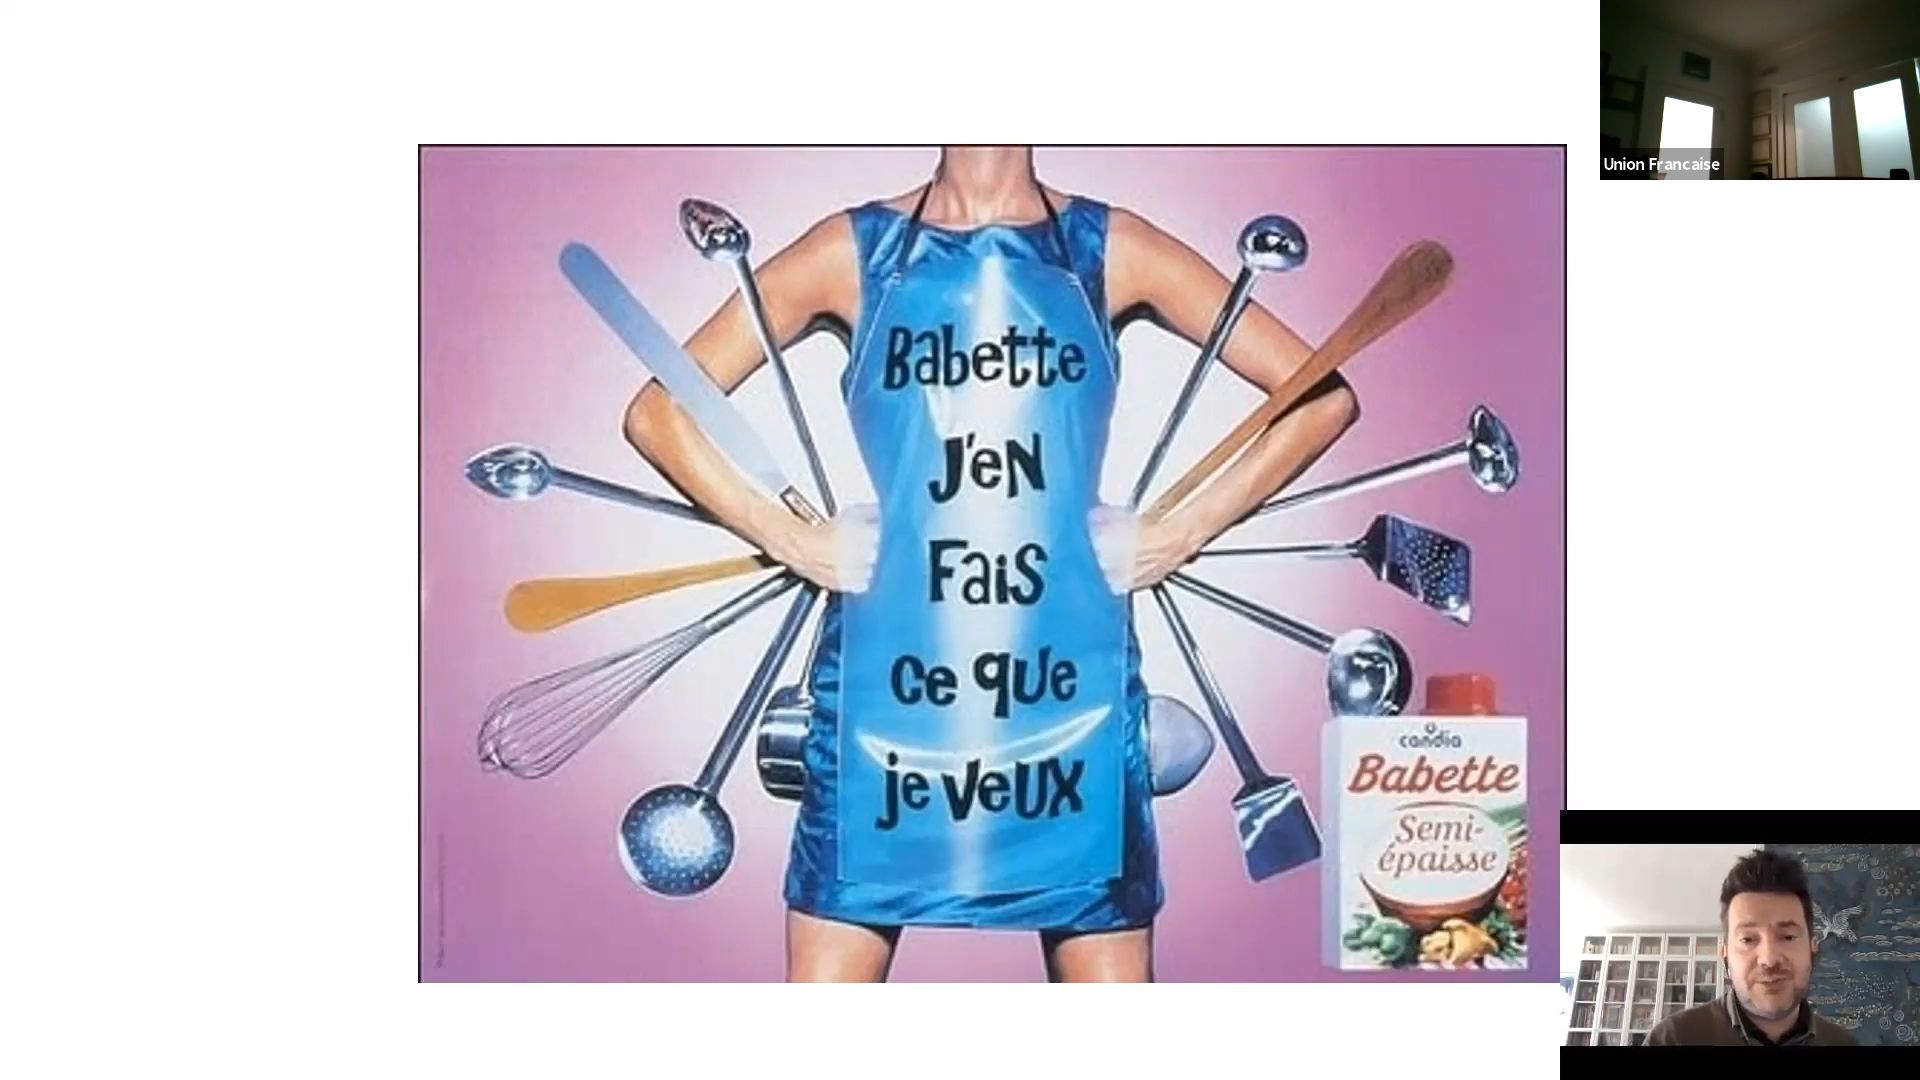 Union Francaise
Babette
J'eN
Fais
ce que
je veux
candia
Babette
Semi-
épaisse